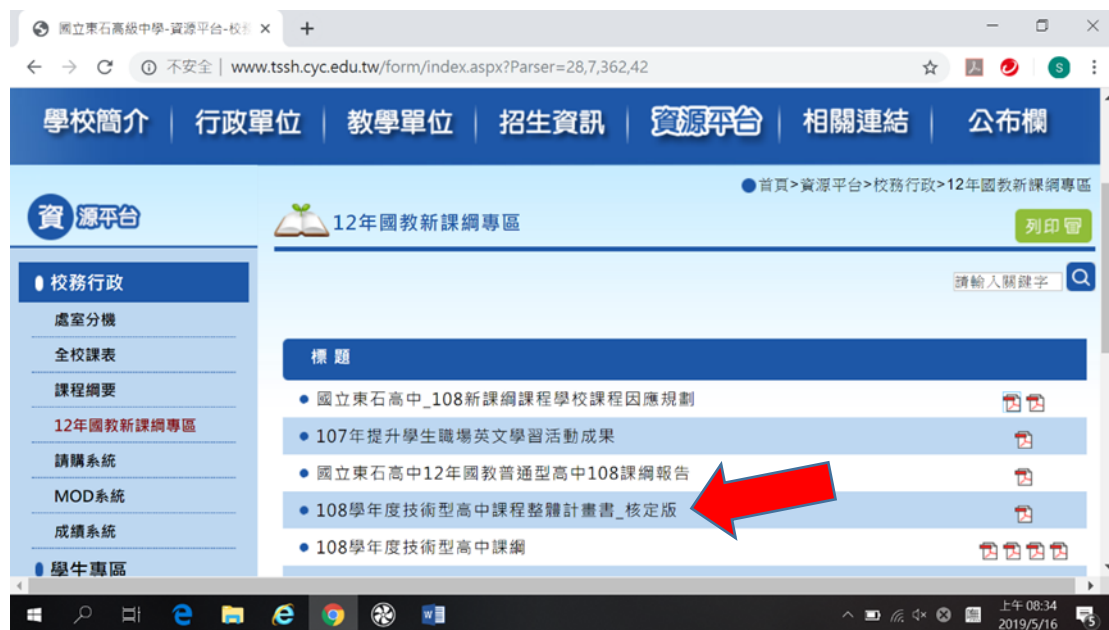 國立東石高級中學-資源平台-校務
不安全 | www.tssh.cyc.edu.tw/form/index.aspx?Parser=28,7,362,42
S
學校簡介 | 行政單位 | 教學單位 | 招生資訊 | 資源平台 | 相關連結 | 公布欄
首頁>資源平台>校務行政>12年國教新課綱專區
資源平台
12年國教新課綱專區
列印
校務行政
請輸入關鍵字
處室分機
全校課表
標題
課程綱要
國立東石高中_108新課綱課程學校課程因應規劃
12年國教新課綱專區
107年提升學生職場英文學習活動成果
請購系統
國立東石高中12年國教普通型高中108課綱報告
MOD系統
108學年度技術型高中課程整體計畫書_核定版
成績系統
108學年度技術型高中課綱
學生專區
上午 08:34
2019/5/16
5